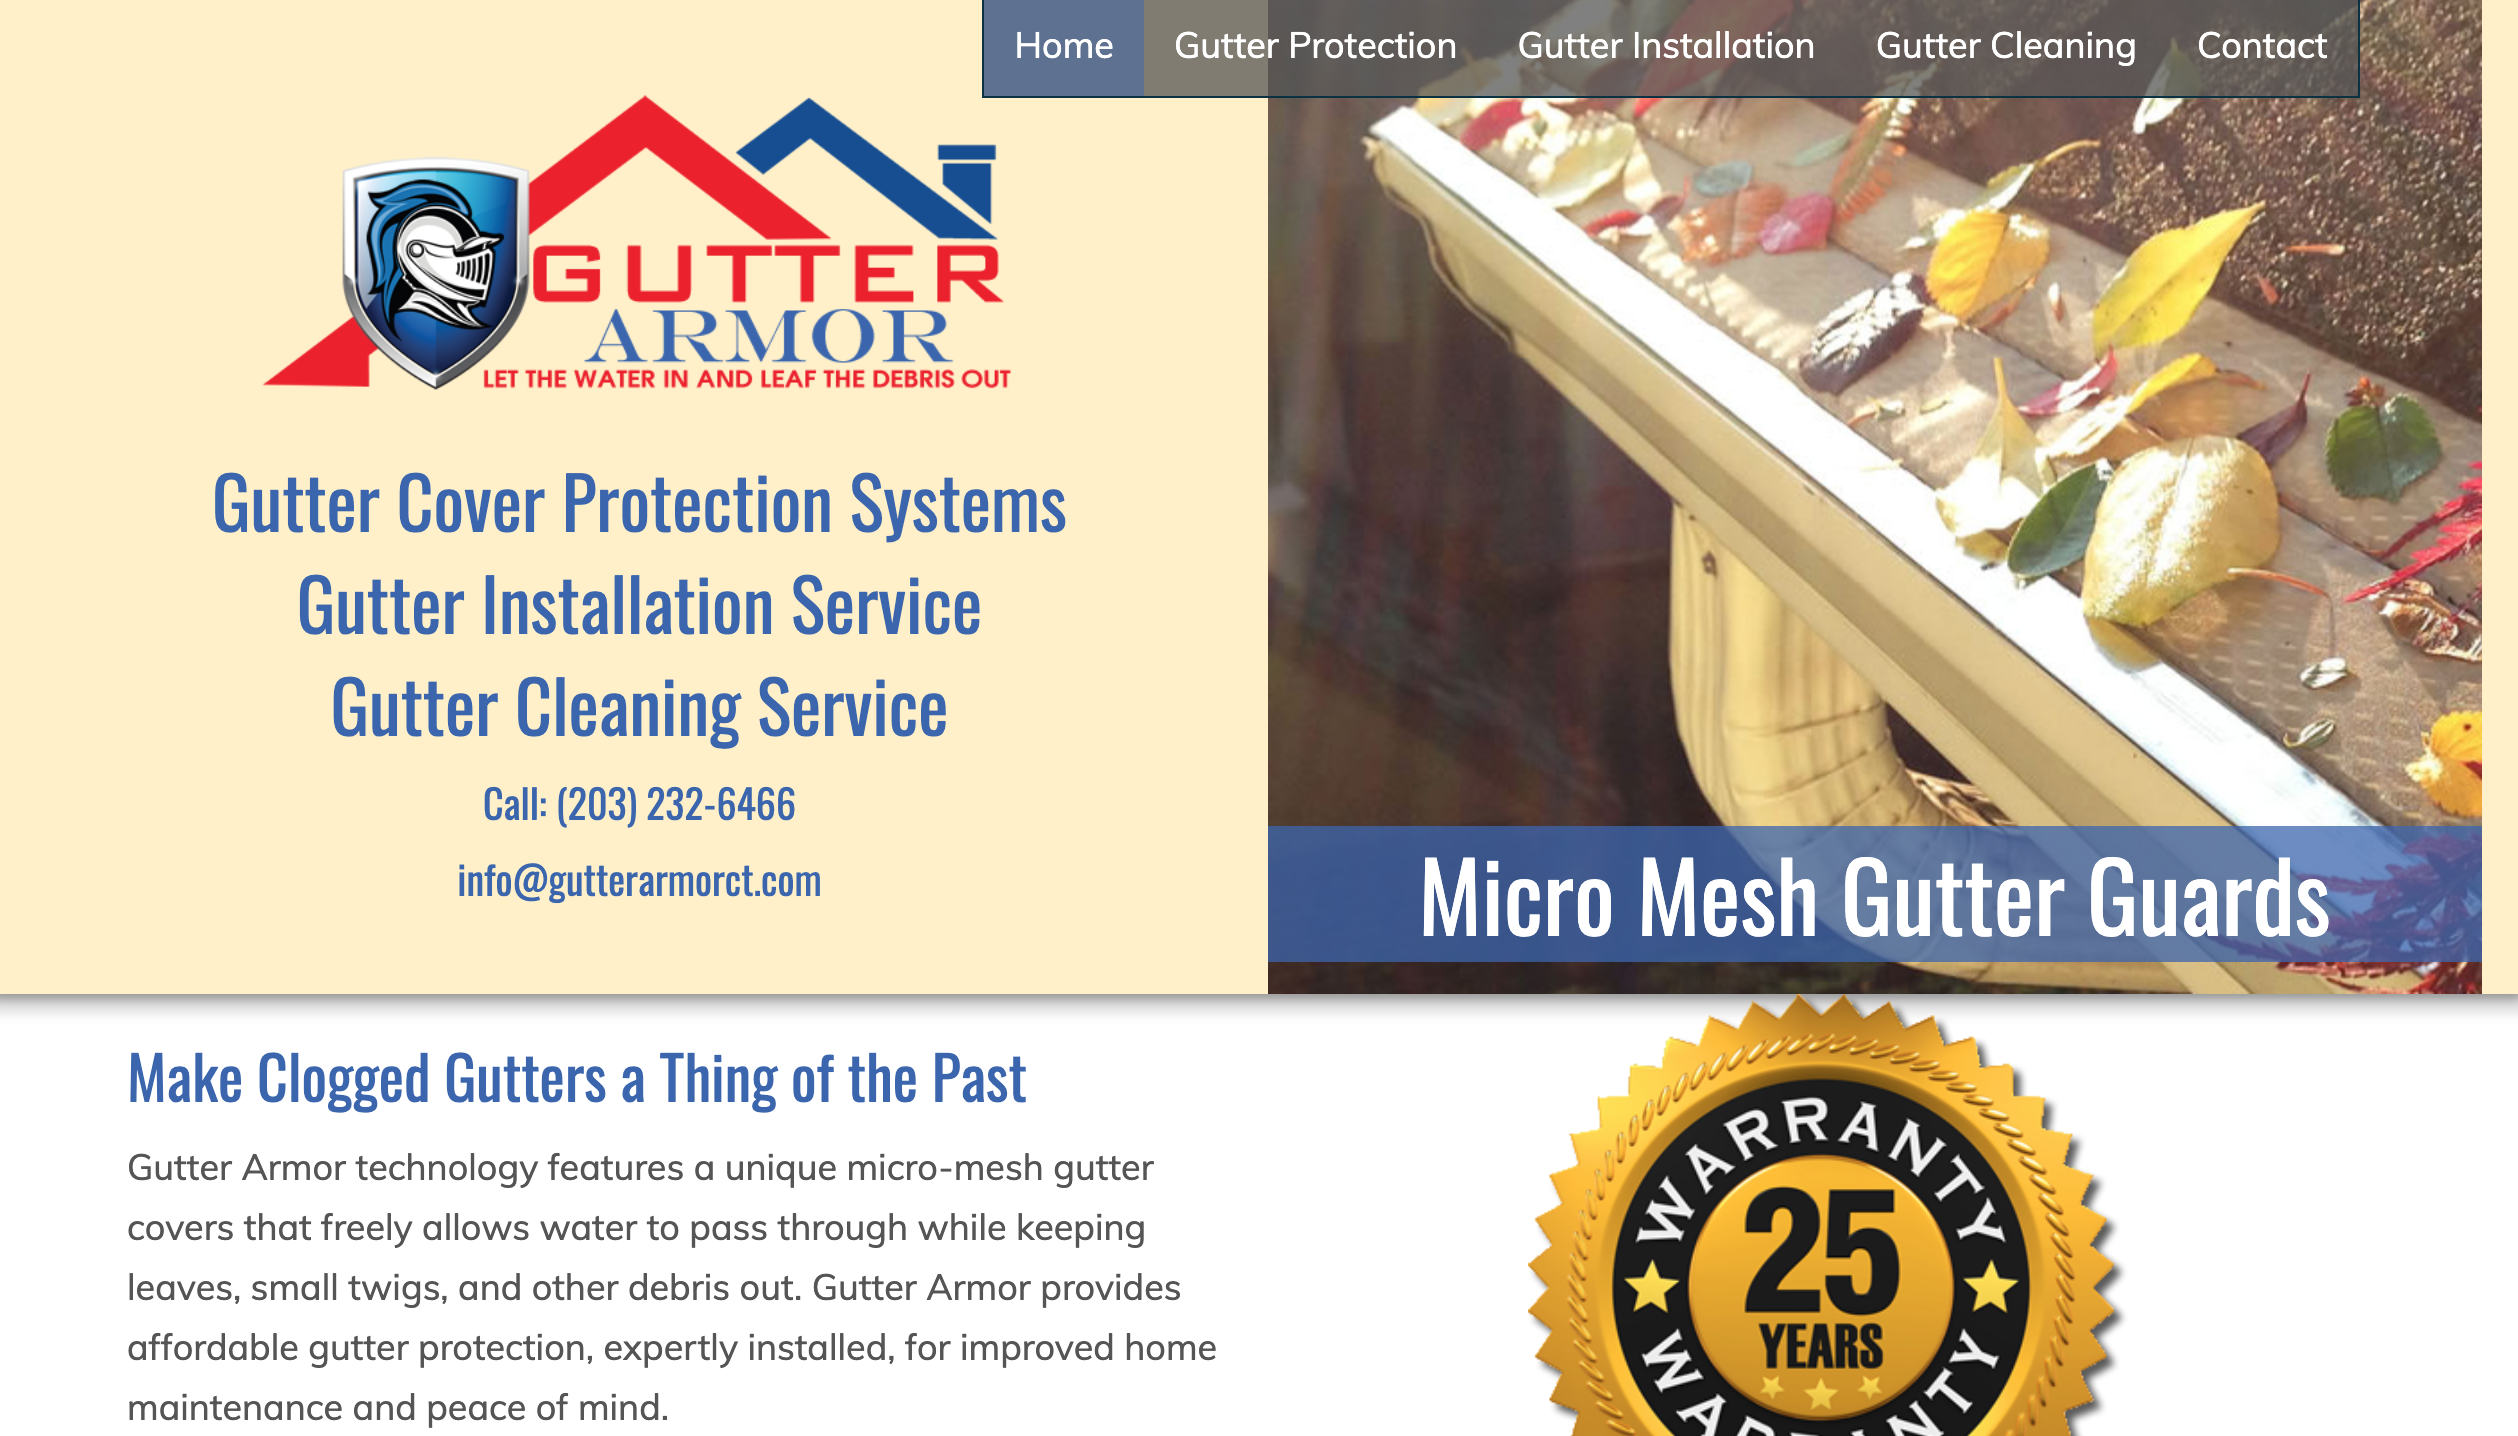 Home Gutter Protection Gutter Installation Gutter Cleaning Contact
GUTTER
ARMOR
LET THE WATER IN AND LEAF THE DEBRIS OUT
Gutter Cover Protection Systems
Gutter Installation Service
Gutter Cleaning Service
Call: (203) 232-6466
info@gutterarmorct.com
Micro Mesh Gutter Guards
Make Clogged Gutters a Thing of the Past
Gutter Armor technology features a unique micro-mesh gutter
covers that freely allows water to pass through while keeping
leaves, small twigs, and other debris out. Gutter Armor provides
affordable gutter protection, expertly installed, for improved home
maintenance and peace of mind.
WARRANTY
25
YEARS
WARRANTY